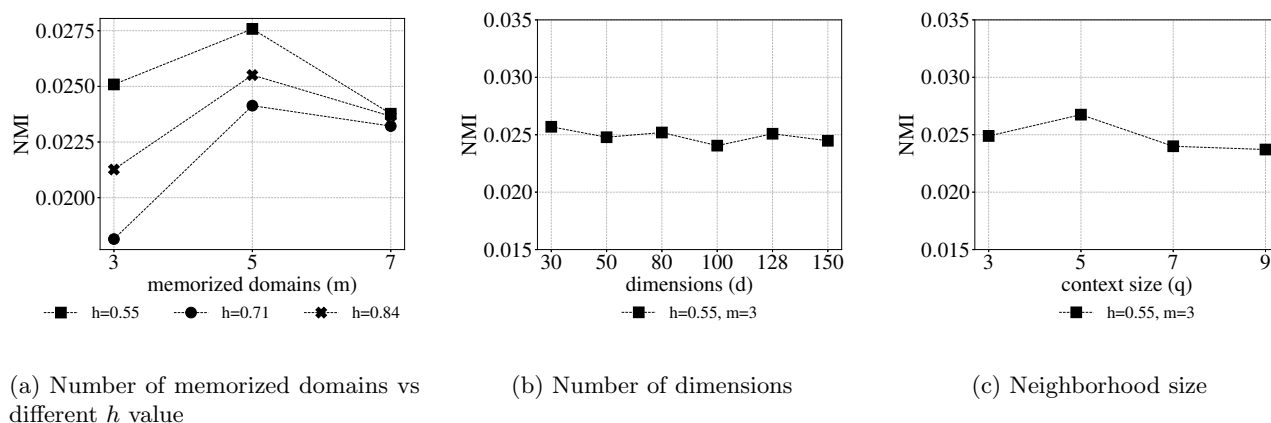 NMI
0.0275
0.0250
0.0225
0.0200
3 5 7
memorized domains (m)
h=0.55 h=0.71 h=0.84
(a) Number of memorized domains vs
different h value
NMI
0.035
0.030
0.025
0.020
0.015
30 50 80 100 128 150
dimensions (d)
h=0.55, m=3
(b) Number of dimensions
NMI
0.035
0.030
0.025
0.020
0.015
3 5 7 9
context size (q)
h=0.55, m=3
(c) Neighborhood size